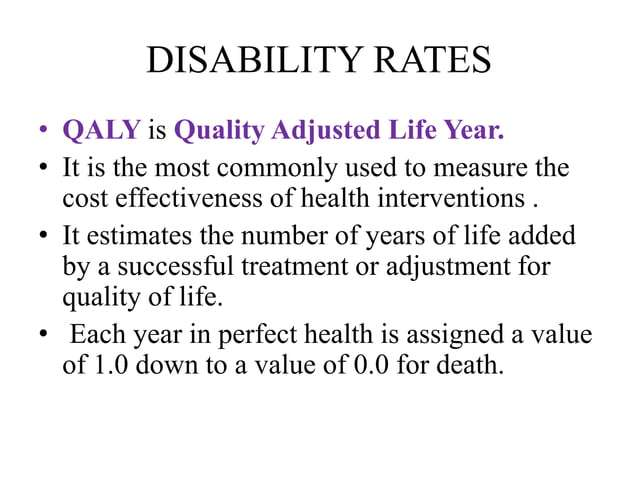 DISABILITY RATES
• QALY is Quality Adjusted Life Year.
• It is the most commonly used to measure the
cost effectiveness of health interventions .
• It estimates the number of years of life added
by a successful treatment or adjustment for
quality of life.
• Each year in perfect health is assigned a value
of 1.0 down to a value of 0.0 for death.